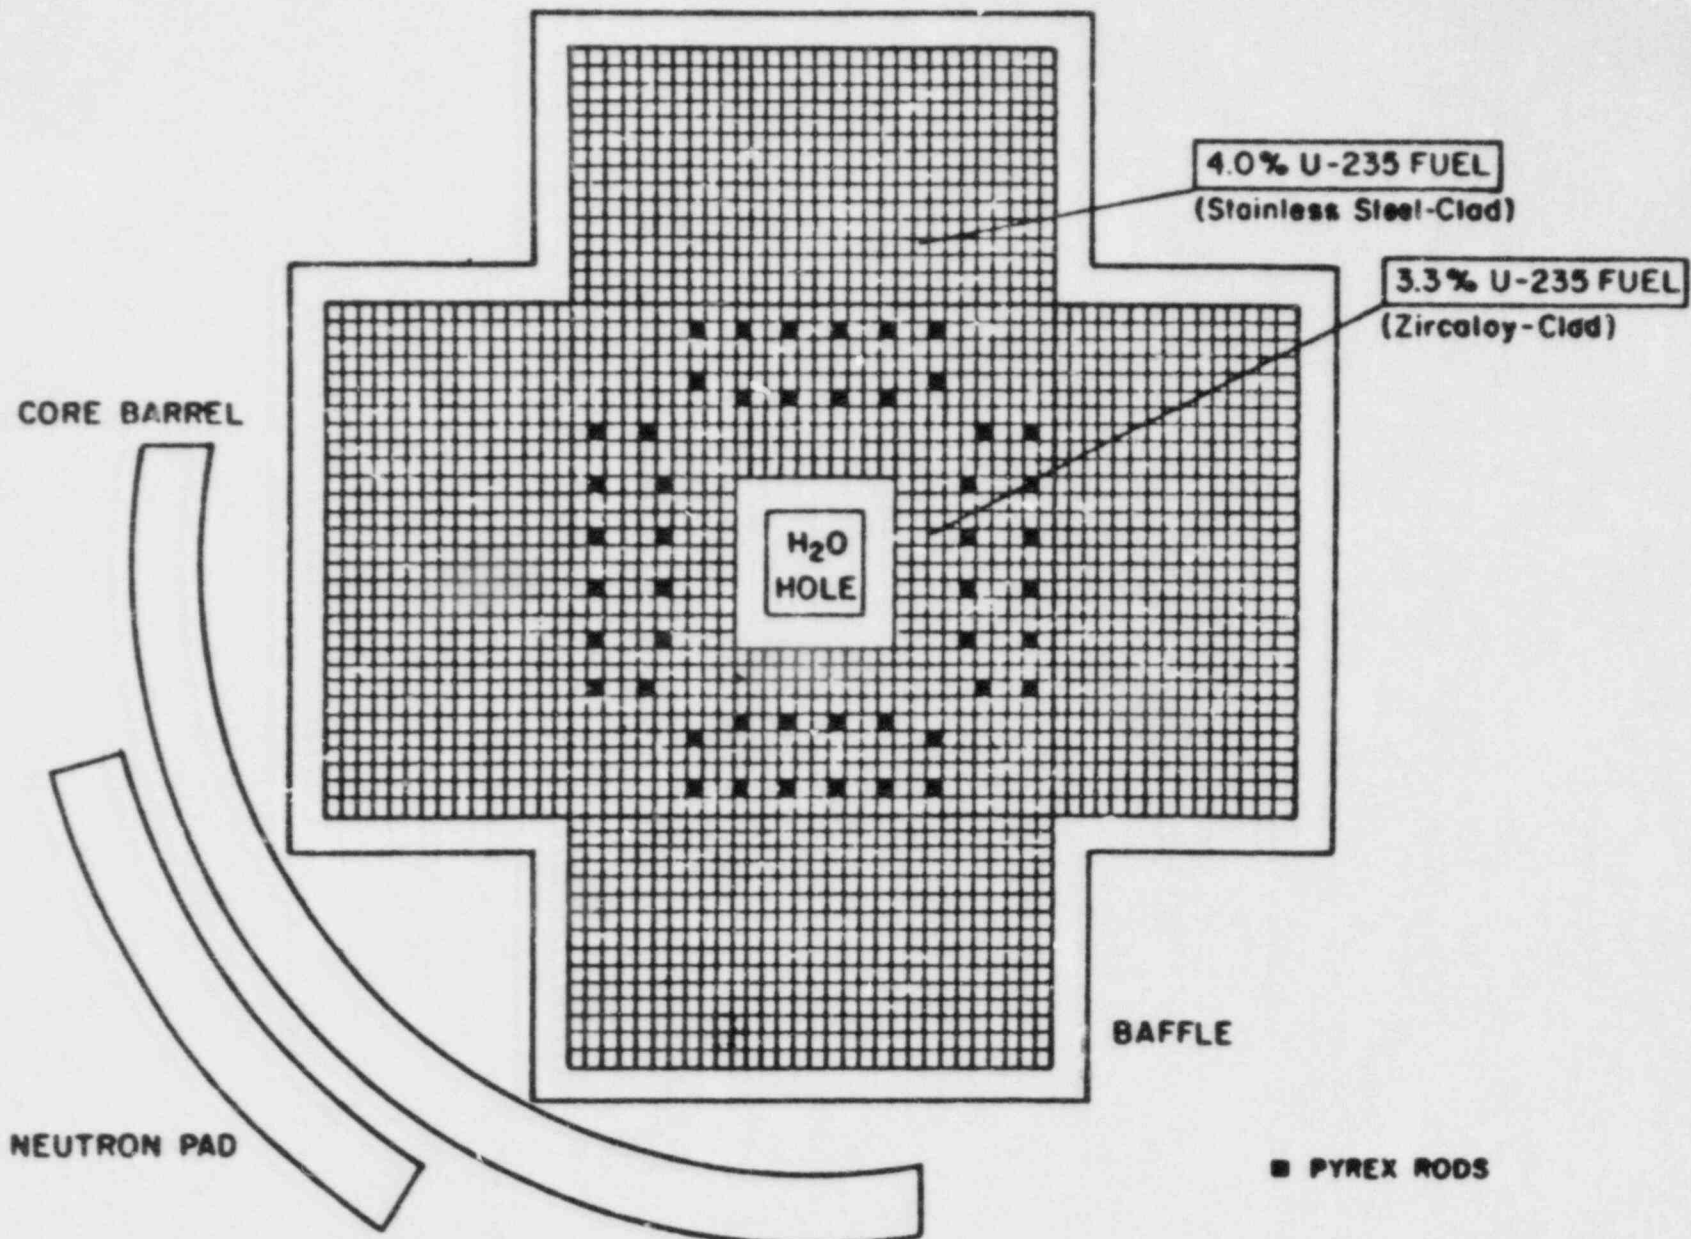 4.0% U-235 FUEL
(Stainless Steel-Clad)
3.3% U-235 FUEL
(Zircaloy-Clad)
CORE BARREL
H₂O
HOLE
BAFFLE
NEUTRON PAD
PYREX RODS